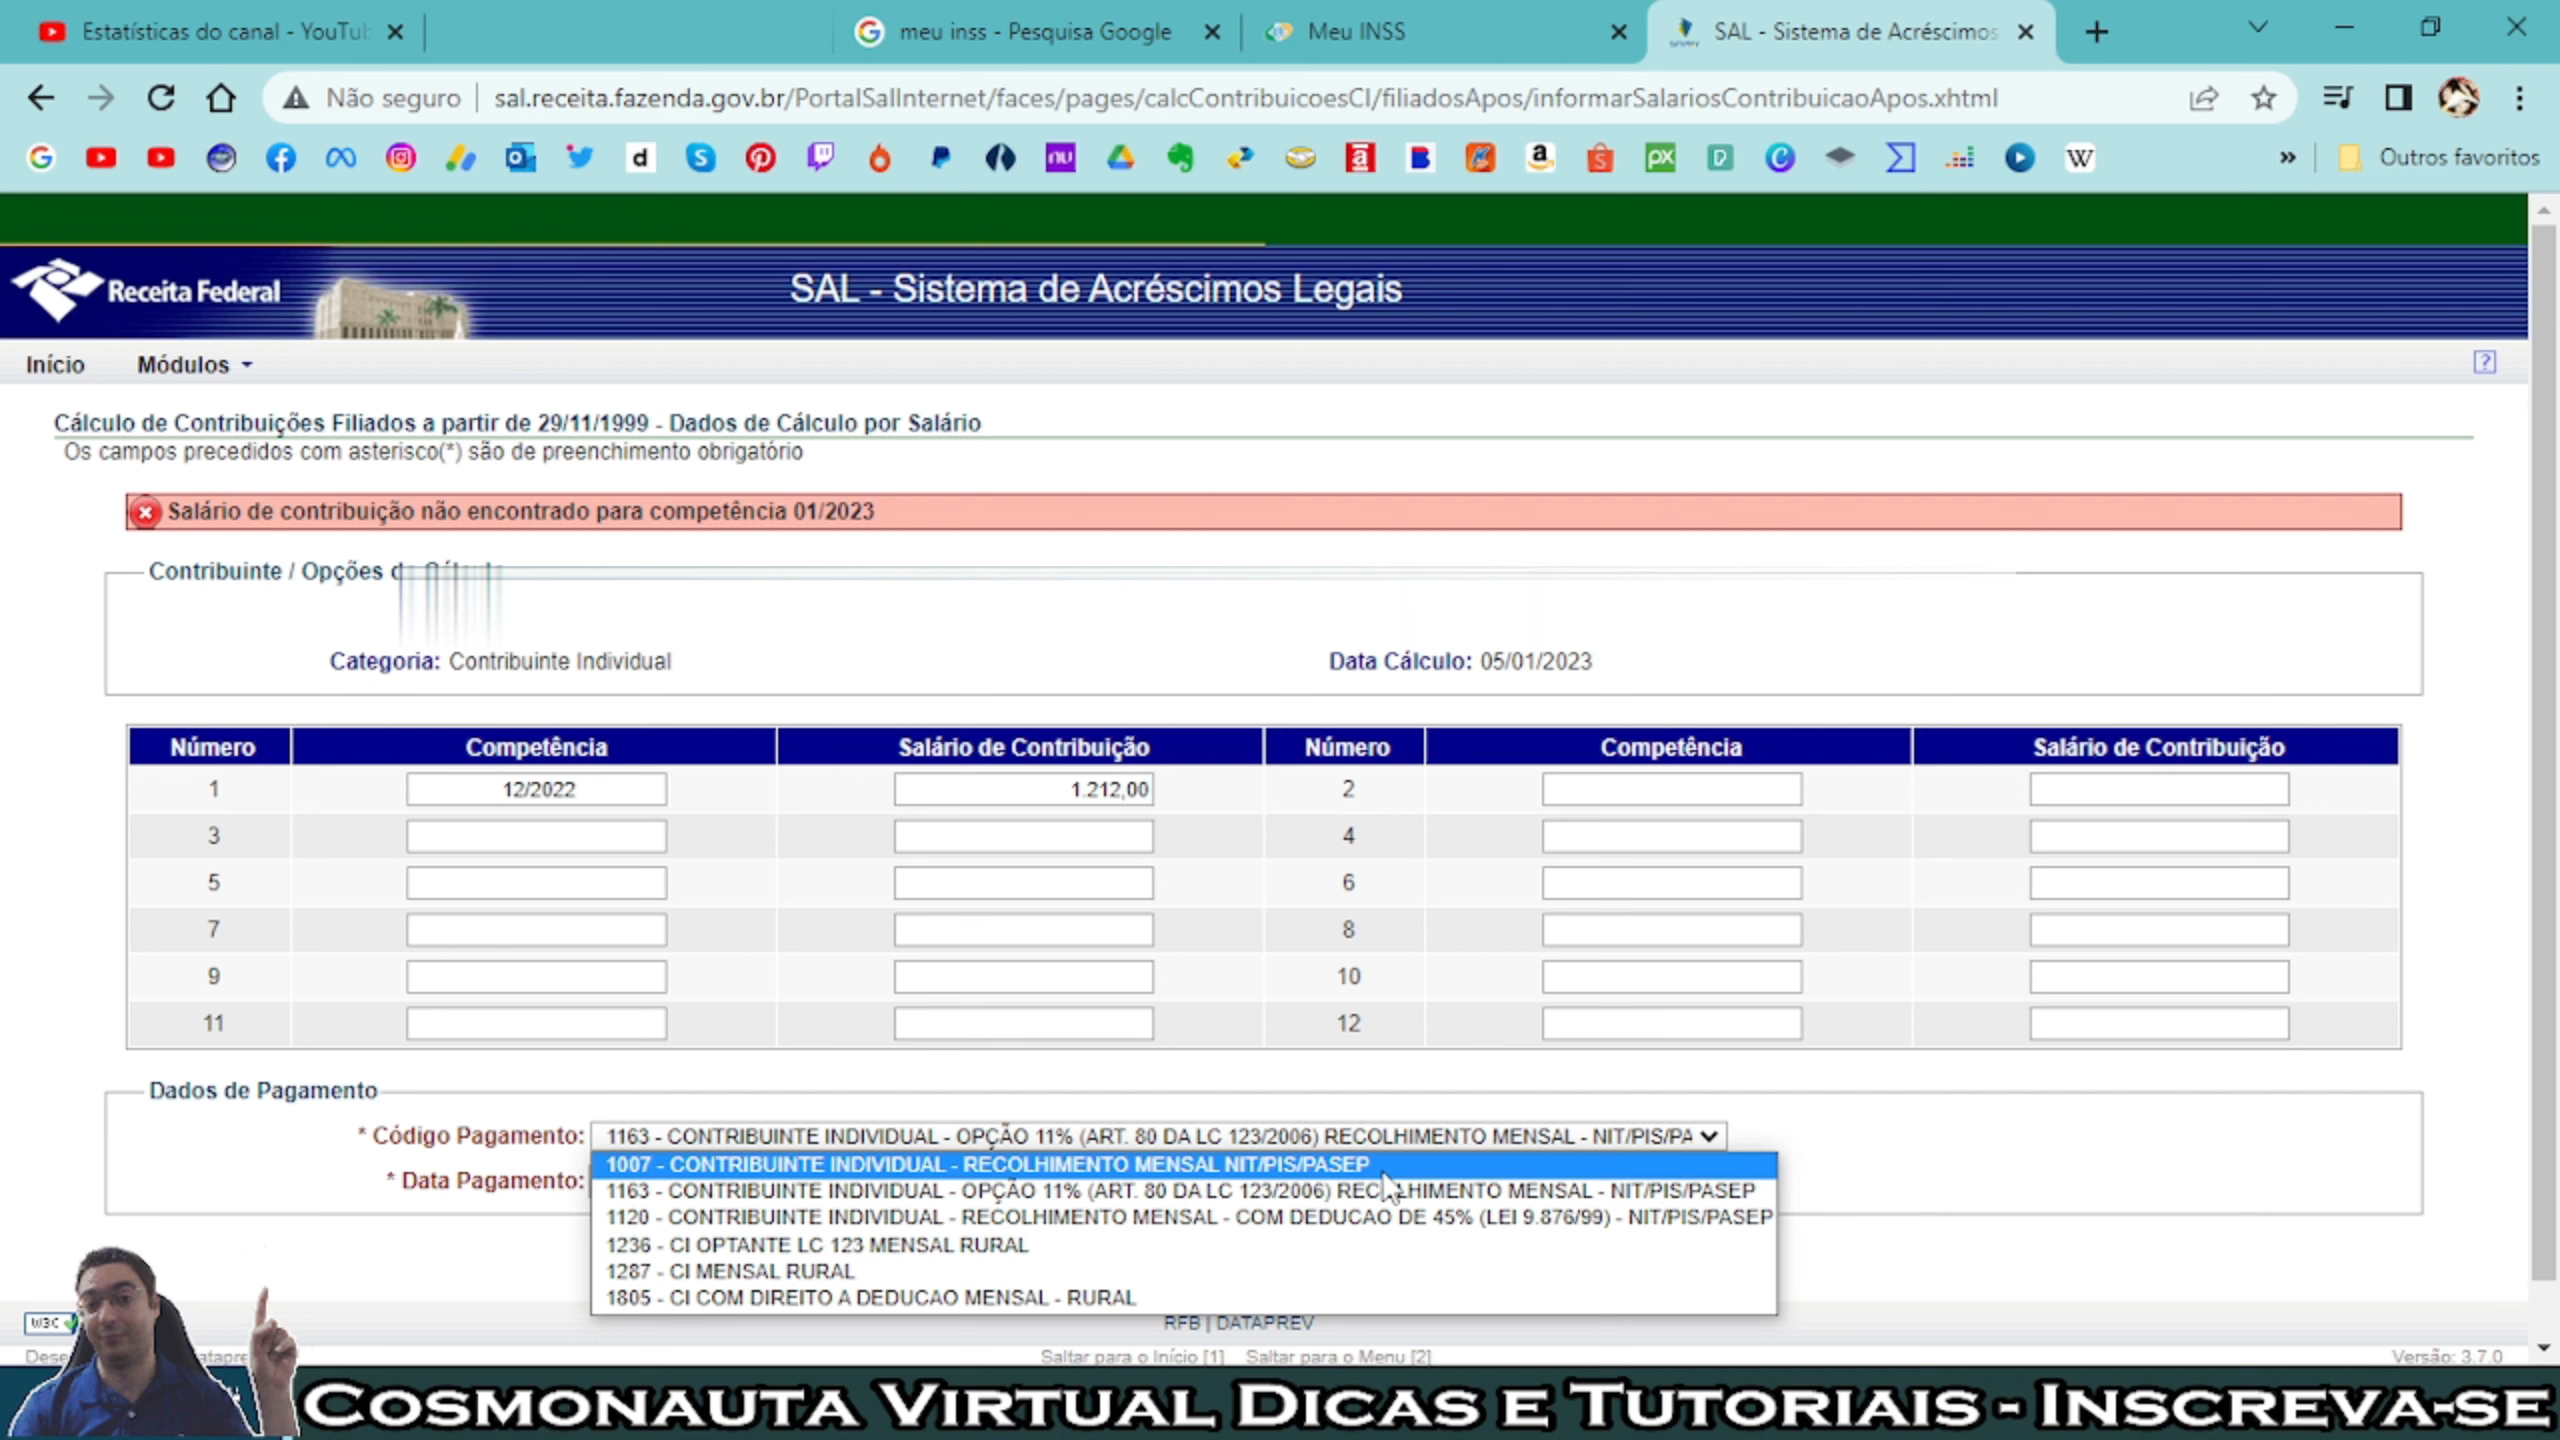 Estatísticas do canal - YouTu
meu inss - Pesquisa Google
Meu INSS
SAL - Sistema de Acréscimos
Não seguro
sal.receita.fazenda.gov.br/PortalSalInternet/faces/pages/calcContribuicoesCI/filiadosApos/informarSalariosContribuicaoApos.xhtml
Outros favoritos
Receita Federal
SAL - Sistema de Acréscimos Legais
Início Módulos
Cálculo de Contribuições Filiados a partir de 29/11/1999 - Dados de Cálculo por Salário
Os campos precedidos com asterisco(*) são de preenchimento obrigatório
Salário de contribuição não encontrado para competência 01/2023
Contribuinte / Opções
Categoria: Contribuinte Individual
Data Cálculo: 05/01/2023
Número Competência Salário de Contribuição Número Competência Salário de Contribuição
1 12/2022 1.212,00 2
3 4
5 6
7 8
9 10
11 12
Dados de Pagamento
* Código Pagamento: 1163 - CONTRIBUINTE INDIVIDUAL - OPÇÃO 11% (ART. 80 DA LC 123/2006) RECOLHIMENTO MENSAL - NIT/PIS/PA
* Data Pagamento:
1007 - CONTRIBUINTE INDIVIDUAL - RECOLHIMENTO MENSAL NIT/PIS/PASEP
1163 - CONTRIBUINTE INDIVIDUAL - OPÇÃO 11% (ART. 80 DA LC 123/2006) RECOLHIMENTO MENSAL - NIT/PIS/PASEP
1120 - CONTRIBUINTE INDIVIDUAL - RECOLHIMENTO MENSAL - COM DEDUCAO DE 45% (LEI 9.876/99) - NIT/PIS/PASEP
1236 - CI OPTANTE LC 123 MENSAL RURAL
1287 - CI MENSAL RURAL
1805 - CI COM DIREITO A DEDUCAO MENSAL - RURAL
W3C
RFB | DATAPREV
Saltar para o Início [1] Saltar para o Menu [2]
Versão: 3.7.0
COSMONAUTA VIRTUAL DICAS E TUTORIAIS - INSCREVA-SE